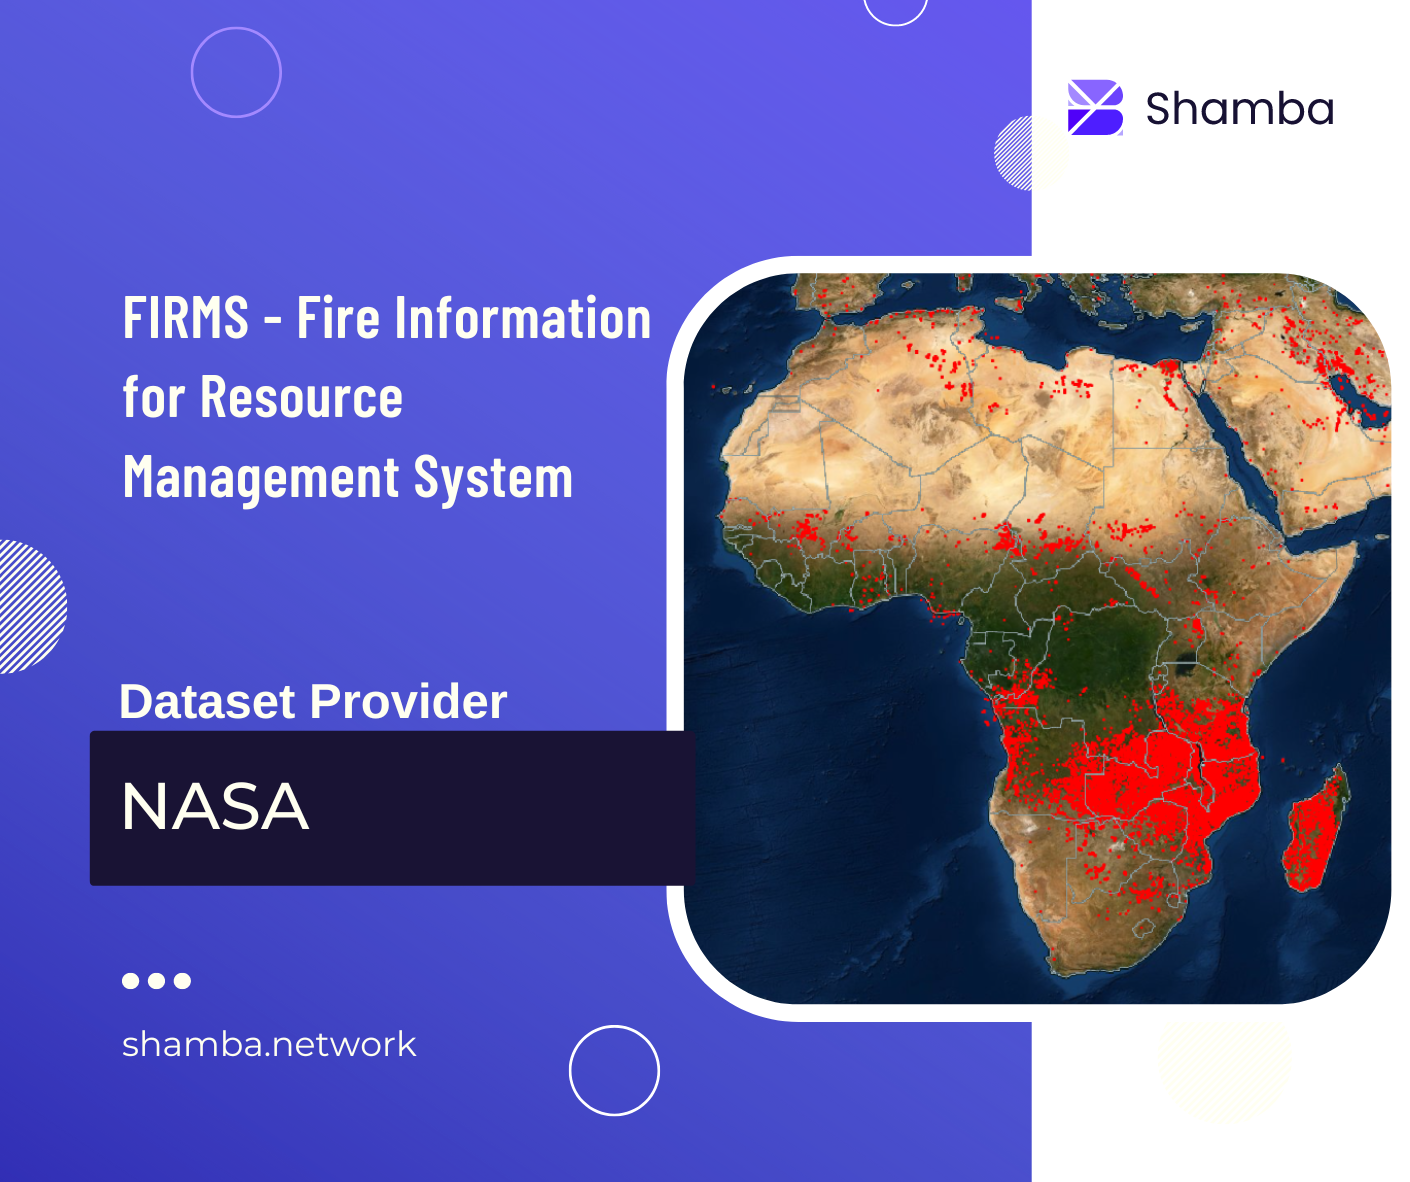 Shamba
FIRMS - Fire Information
for Resource
Management System
Dataset Provider
NASA
shamba.network